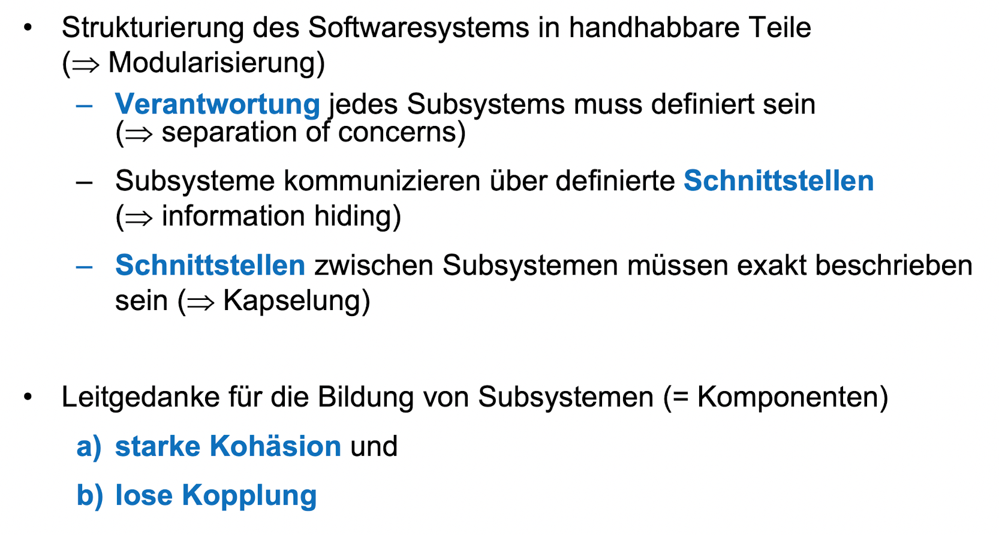 • Strukturierung des Softwaresystems in handhabbare Teile
(⇒ Modularisierung)
– Verantwortung jedes Subsystems muss definiert sein
(⇒ separation of concerns)
– Subsysteme kommunizieren über definierte Schnittstellen
(⇒ information hiding)
– Schnittstellen zwischen Subsystemen müssen exakt beschrieben
sein (⇒ Kapselung)
• Leitgedanke für die Bildung von Subsystemen (= Komponenten)
a) starke Kohäsion und
b) lose Kopplung